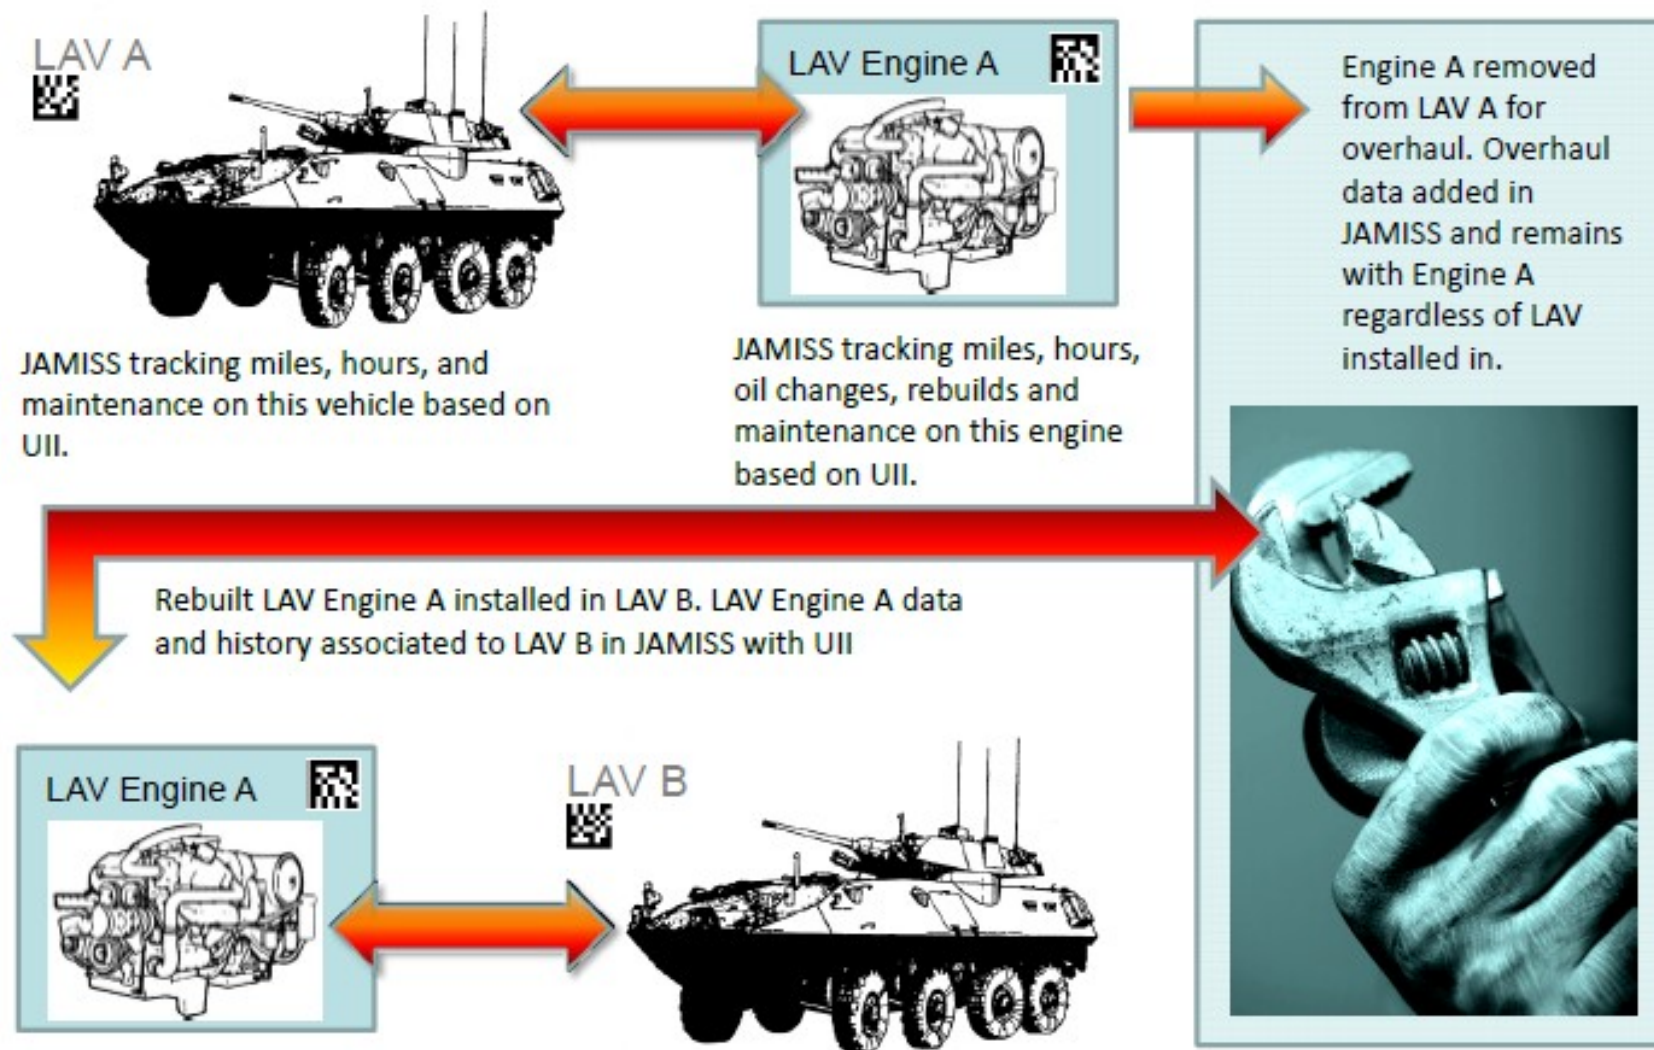 LAV A
JAMISS tracking miles, hours, and
maintenance on this vehicle based on
UII.
LAV Engine A
JAMISS tracking miles, hours,
oil changes, rebuilds and
maintenance on this engine
based on UII.
Engine A removed
from LAV A for
overhaul. Overhaul
data added in
JAMISS and remains
with Engine A
regardless of LAV
installed in.
Rebuilt LAV Engine A installed in LAV B. LAV Engine A data
and history associated to LAV B in JAMISS with UII
LAV Engine A
LAV B